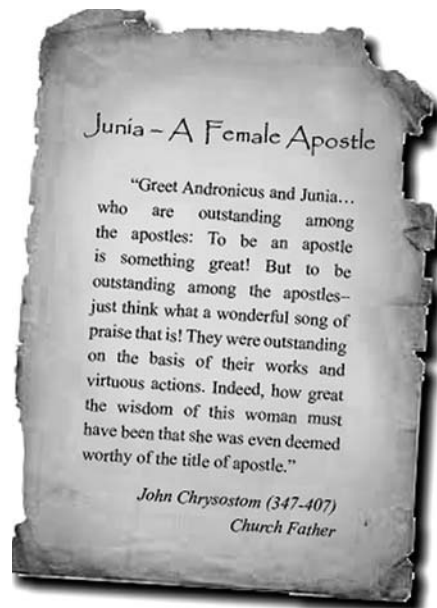 Junia – A Female Apostle
“Greet Andronicus and Junia…
who are outstanding among
the apostles: To be an apostle
is something great! But to be
outstanding among the apostles–
just think what a wonderful song of
praise that is! They were outstanding
on the basis of their works and
virtuous actions. Indeed, how great
the wisdom of this woman must
have been that she was even deemed
worthy of the title of apostle.”
John Chrysostom (347-407)
Church Father